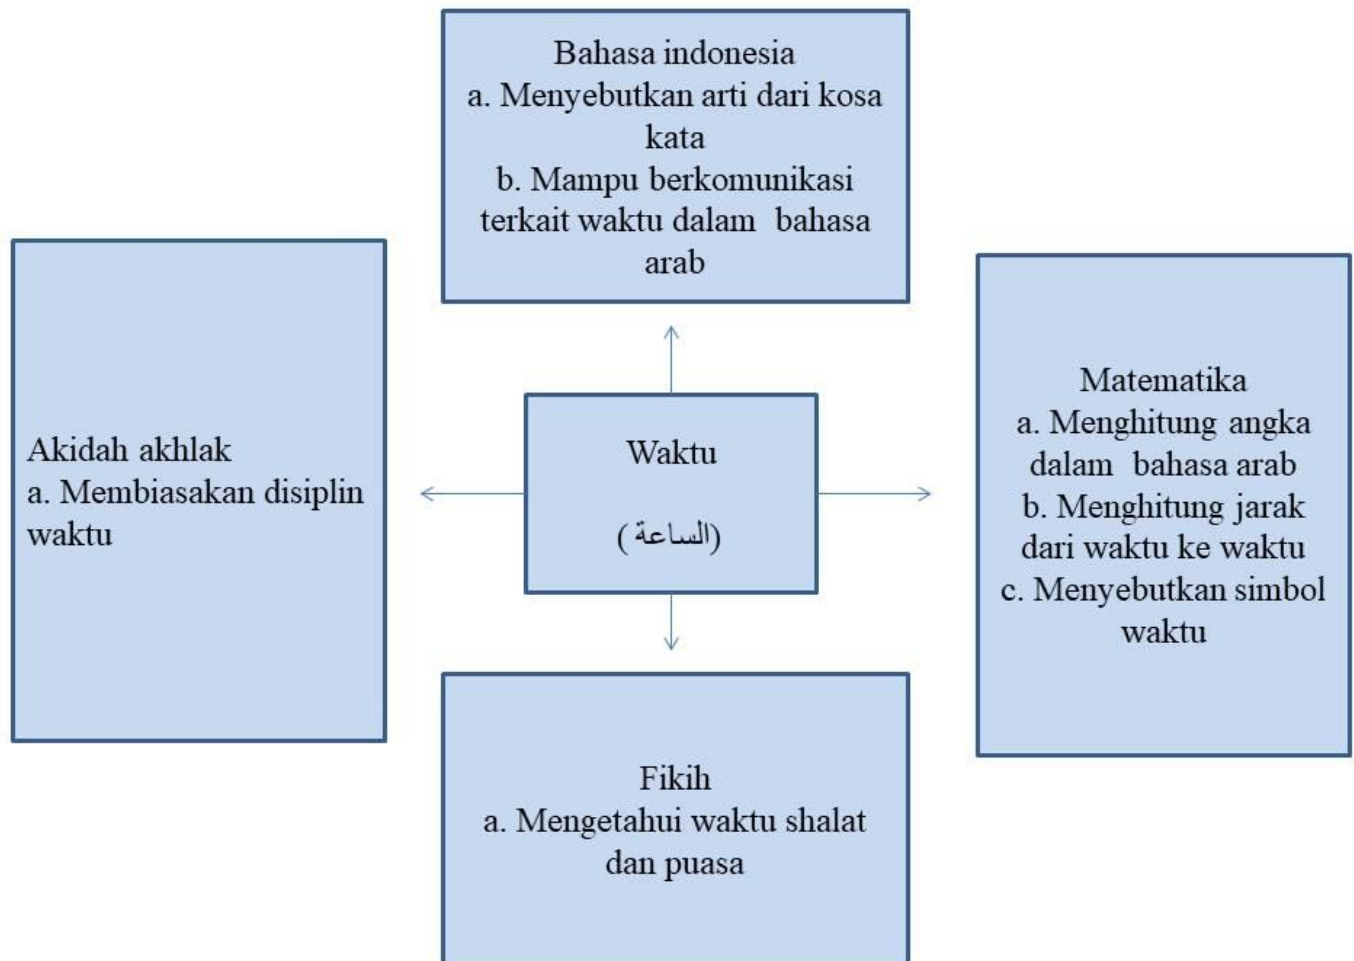 Bahasa indonesia
a. Menyebutkan arti dari kosa
kata
b. Mampu berkomunikasi
terkait waktu dalam bahasa
arab
Akidah akhlak
a. Membiasakan disiplin
waktu
Waktu
(الساعة )
Matematika
a. Menghitung angka
dalam bahasa arab
b. Menghitung jarak
dari waktu ke waktu
c. Menyebutkan simbol
waktu
Fikih
a. Mengetahui waktu shalat
dan puasa